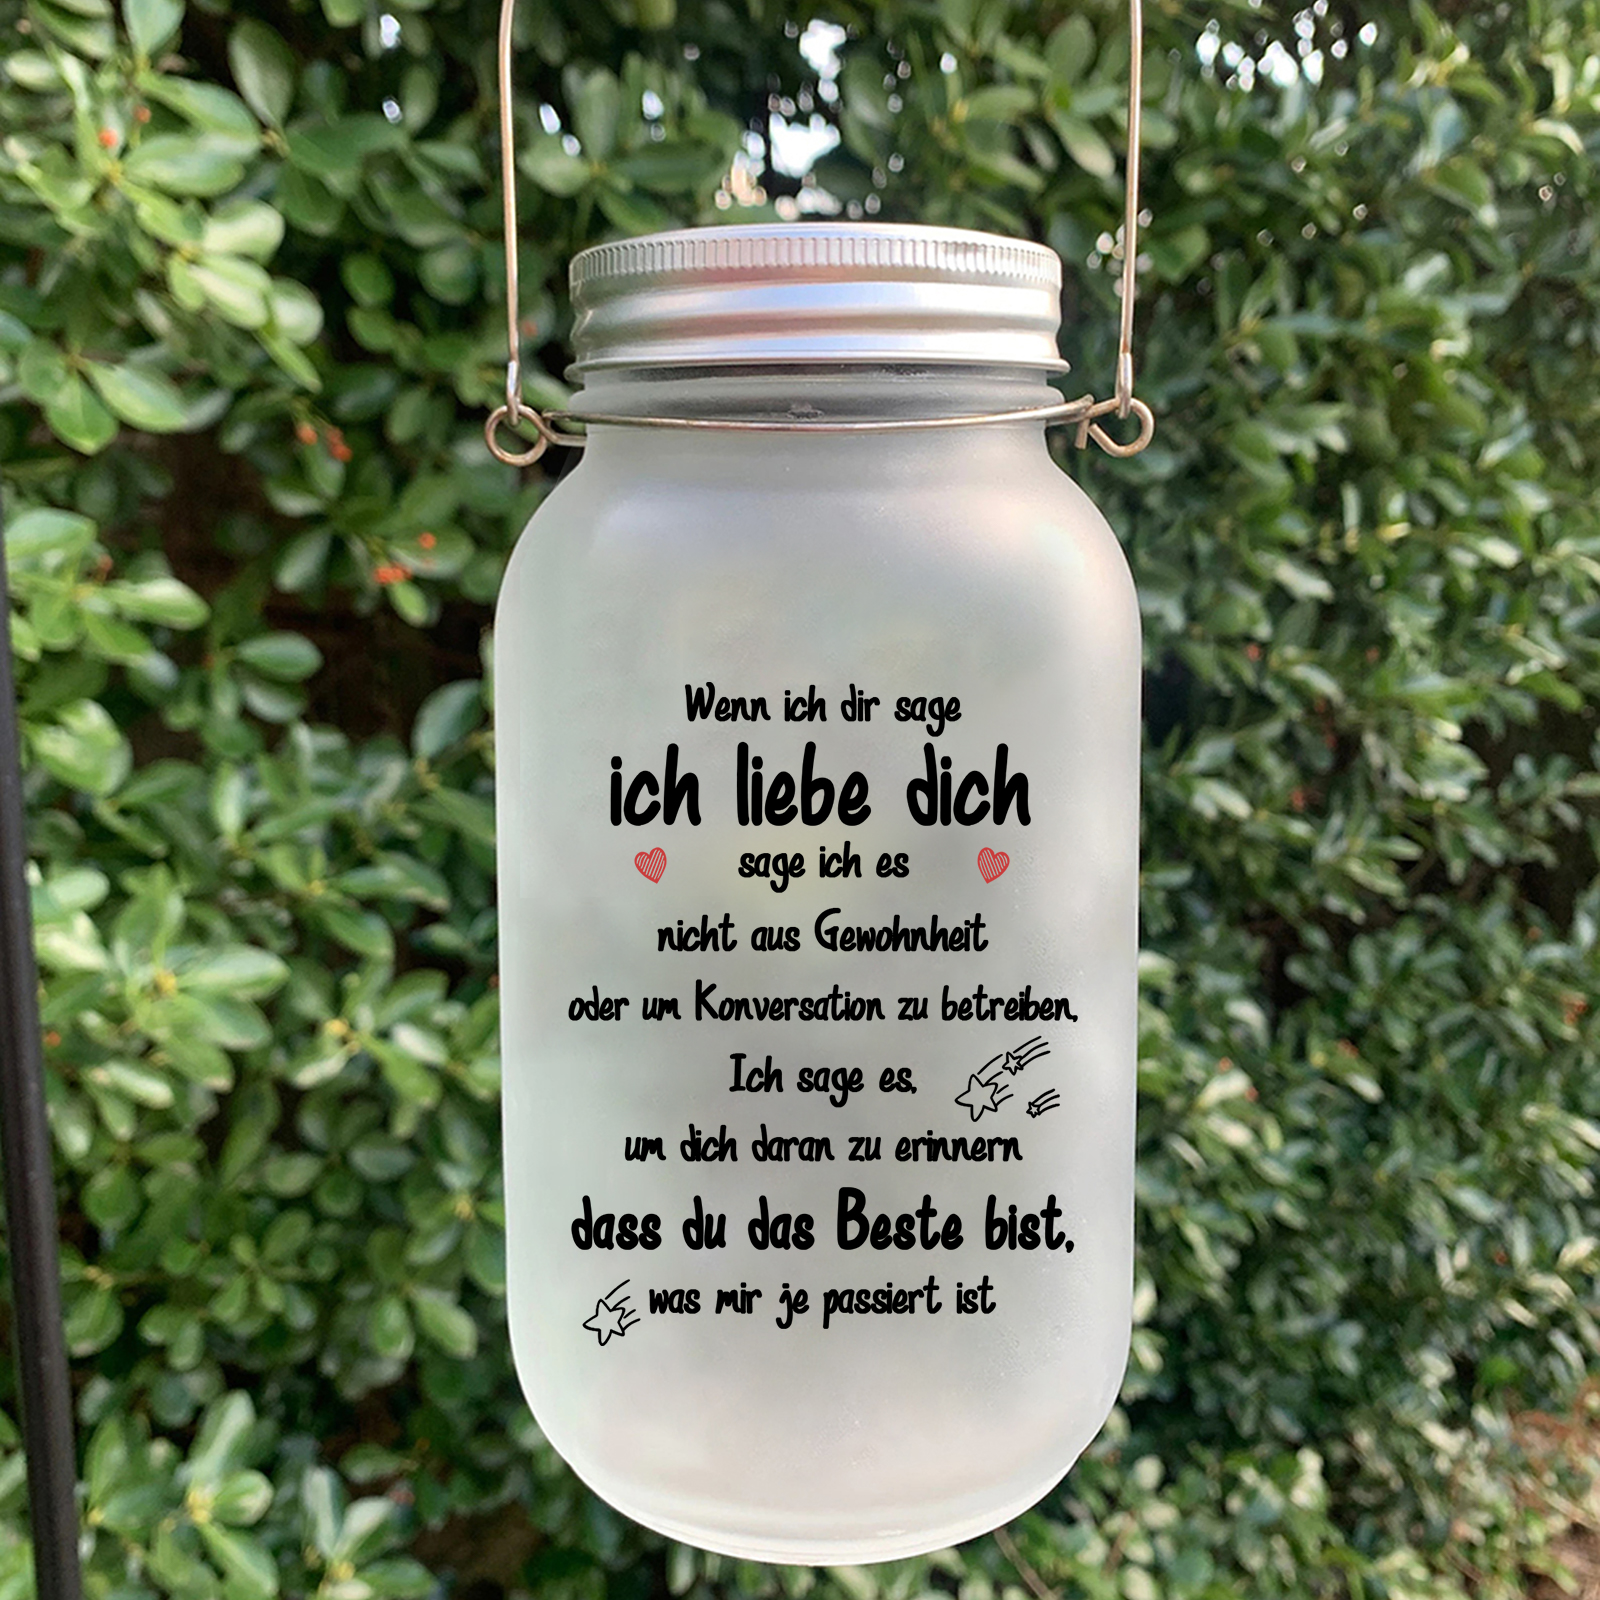 Wenn ich dir sage
ich liebe dich
sage ich es
nicht aus Gewohnheit
oder um Konversation zu betreiben,
Ich sage es,
um dich daran zu erinnern
dass du das Beste bist,
was mir je passiert ist